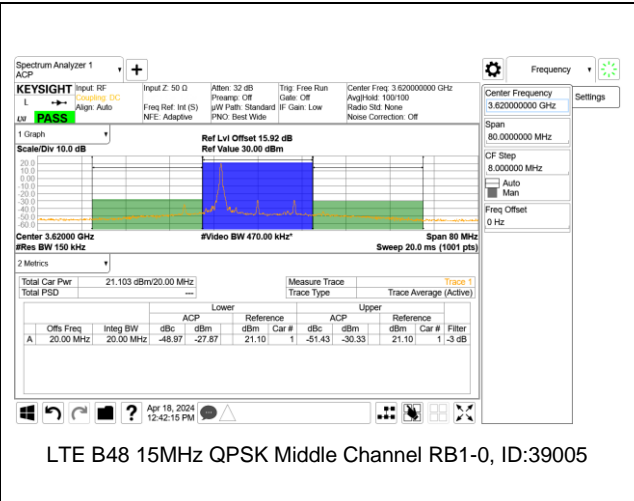 Spectrum Analyzer 1
ACP
Frequency
KEYSIGHT Input: RF Input Z: 50 Ω Atten: 32 dB Trig: Free Run Center Freq: 3.620000000 GHz
L Coupling: DC Preamp: Off Gate: Off Avg|Hold: 100/100
Align: Auto Freq Ref: Int (S) µW Path: Standard IF Gain: Low Radio Std: None
PASS NFE: Adaptive PNO: Best Wide Noise Correction: Off
Center Frequency
3.620000000 GHz
Settings
Span
80.0000000 MHz
CF Step
8.000000 MHz
Auto
Man
Freq Offset
0 Hz
1 Graph
Ref Lvl Offset 15.92 dB
Scale/Div 10.0 dB Ref Value 30.00 dBm
20.0
10.0
0.00
-10.0
-20.0
-30.0
-40.0
-50.0
-60.0
Center 3.62000 GHz #Video BW 470.00 kHz* Span 80 MHz
#Res BW 150 kHz Sweep 20.0 ms (1001 pts)
2 Metrics
Total Car Pwr 21.103 dBm/20.00 MHz Measure Trace Trace 1
Total PSD --- Trace Type Trace Average (Active)
Lower Upper
ACP Reference ACP Reference
Offs Freq Integ BW dBc dBm dBm Car # dBc dBm dBm Car # Filter
A 20.00 MHz 20.00 MHz -48.97 -27.87 21.10 1 -51.43 -30.33 21.10 1 -3 dB
Apr 18, 2024
12:42:15 PM
LTE B48 15MHz QPSK Middle Channel RB1-0, ID:39005